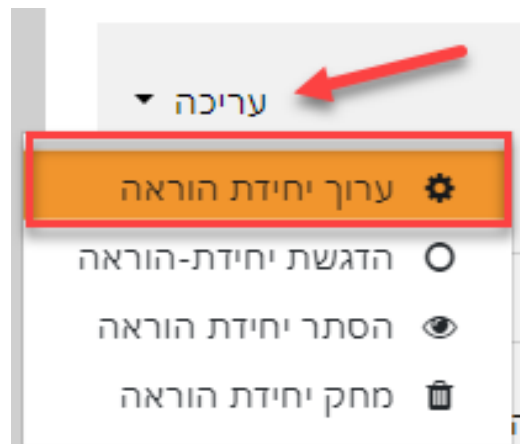 עריכה
ערוך יחידת הוראה
הדגשת יחידת-הוראה
הסתר יחידת הוראה
מחק יחידת הוראה